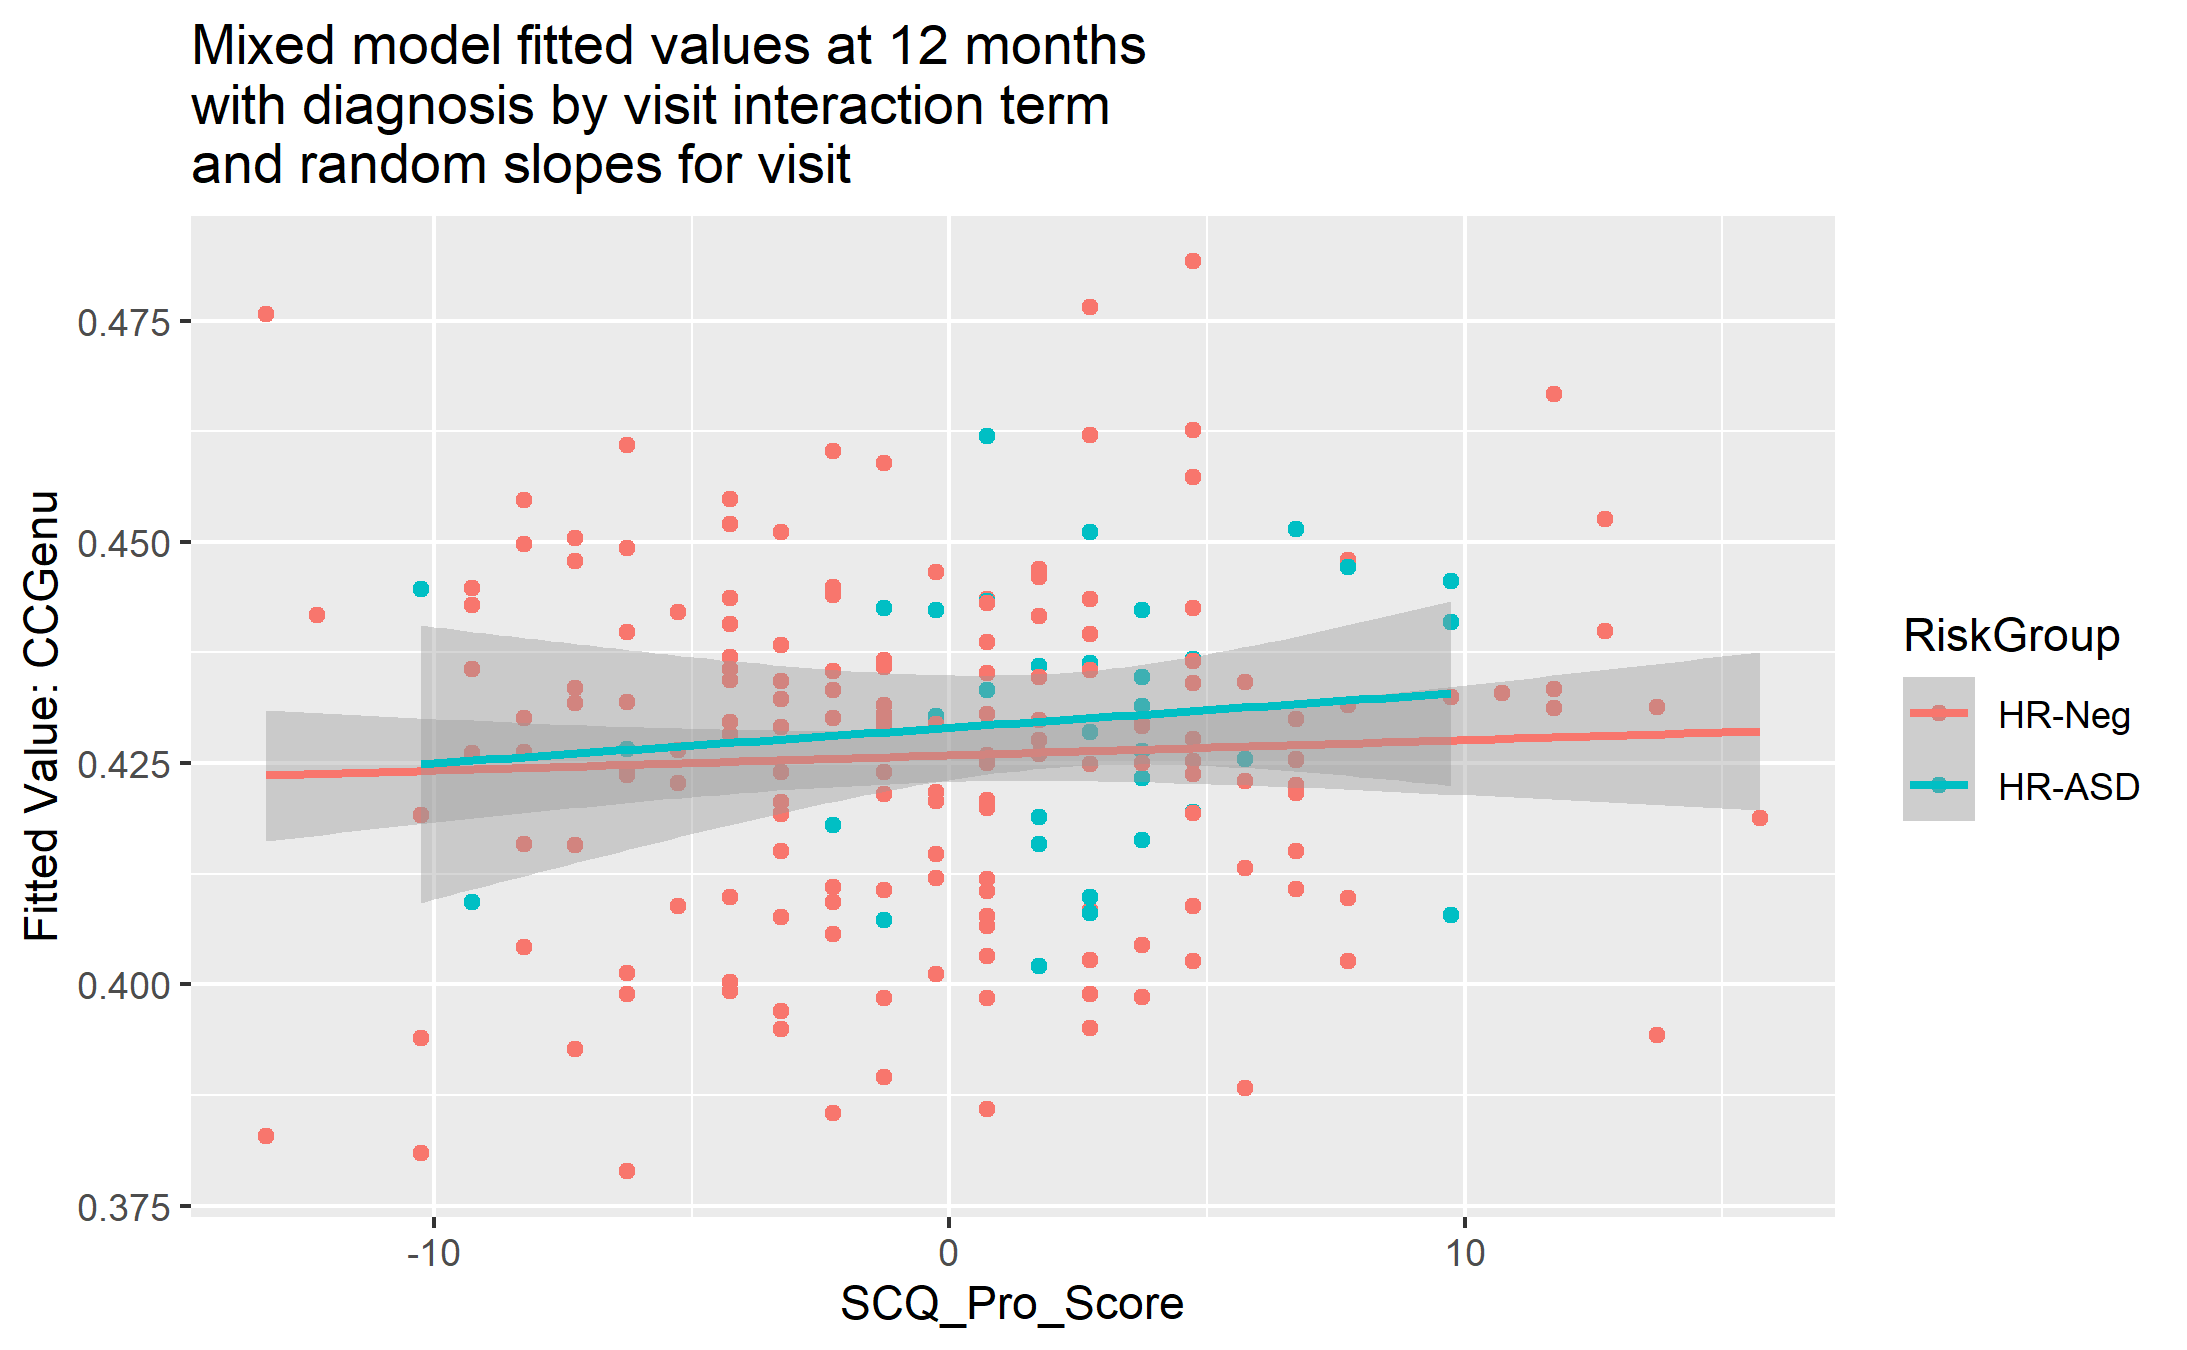 Mixed model fitted values at 12 months
with diagnosis by visit interaction term
and random slopes for visit
Fitted Value: CCGenu
0.475
0.450
0.425
0.400
0.375
-10
0
10
SCQ_Pro_Score
RiskGroup
HR-Neg
HR-ASD